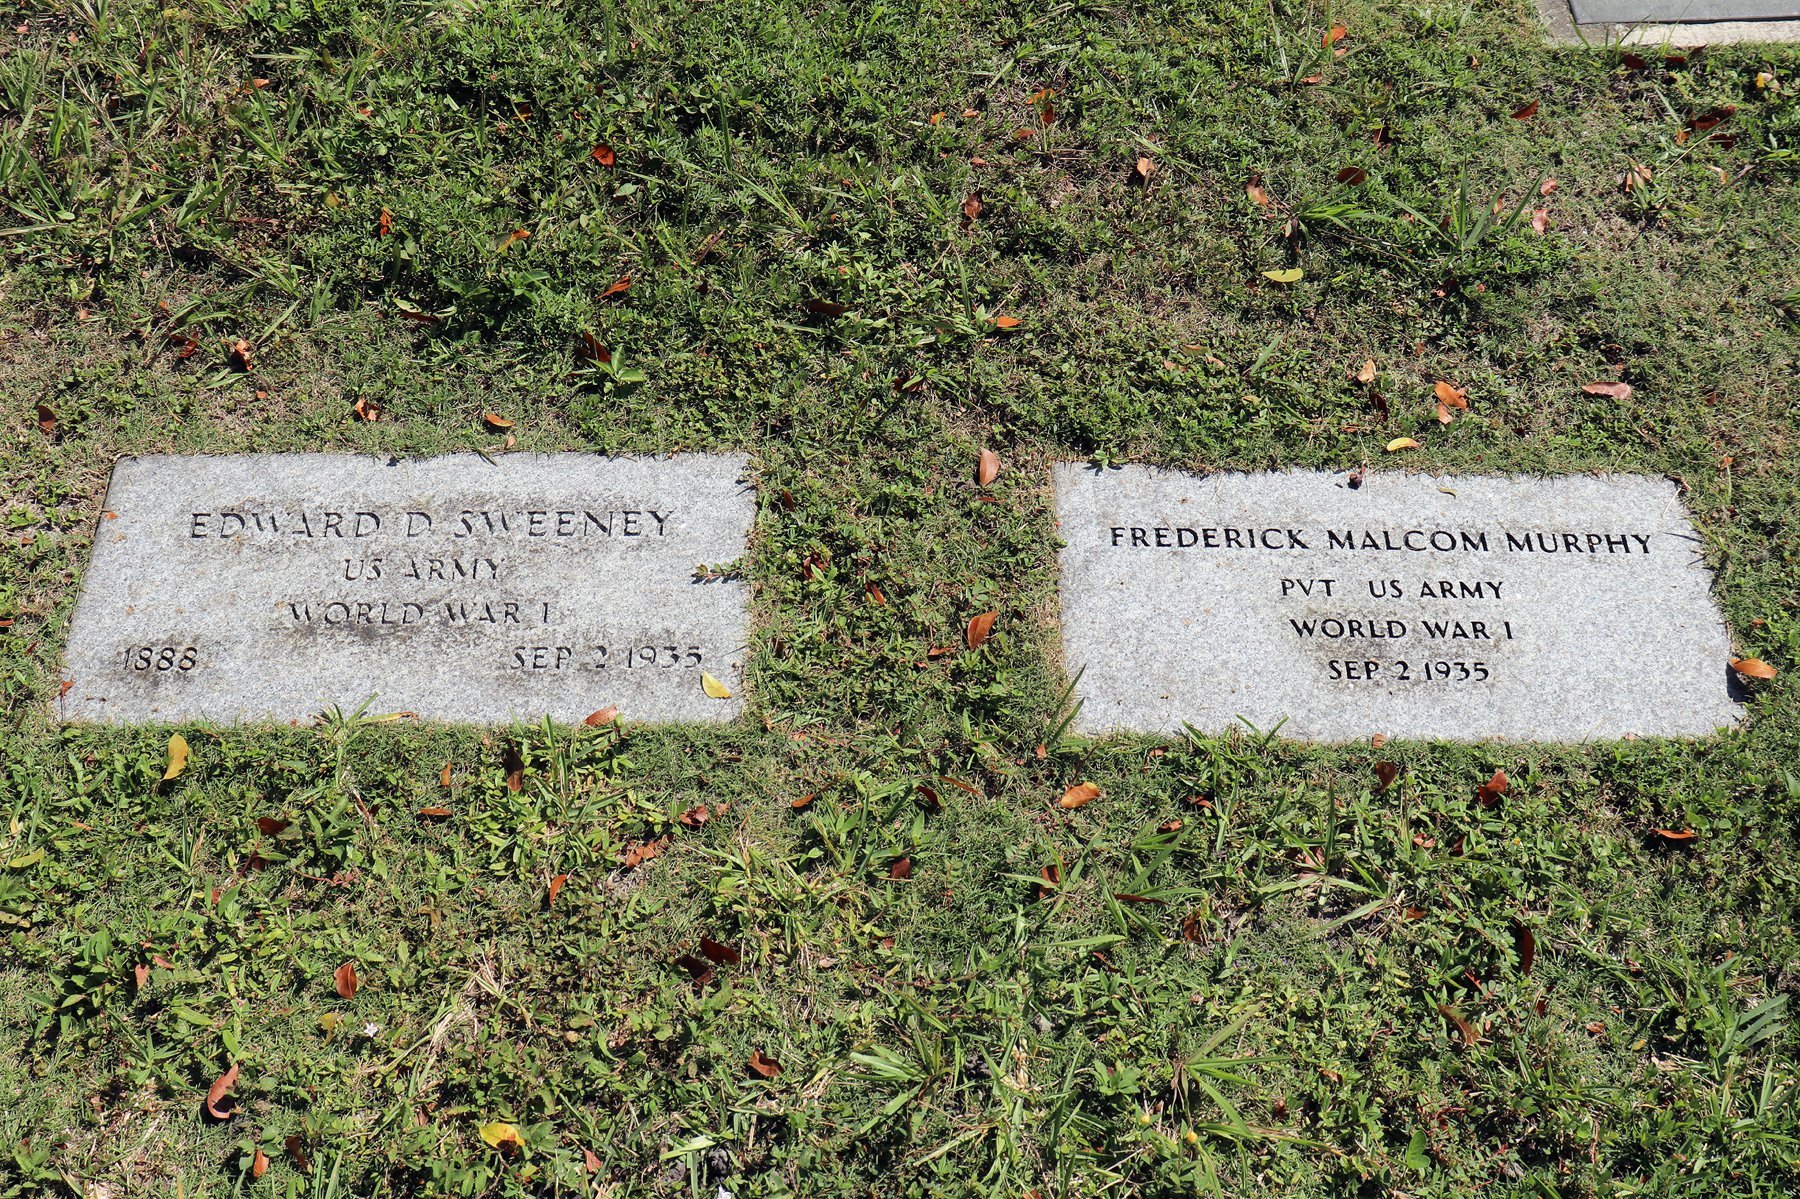 EDWARD D SWEENEY
US ARMY
WORLD WAR I
1888 SEP 2 1935
FREDERICK MALCOM MURPHY
PVT US ARMY
WORLD WAR I
SEP 2 1935